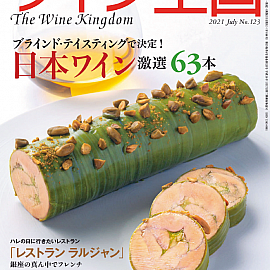 ワイン王国
The Wine Kingdom
2021 July No.123
ブラインド・テイスティングで決定！
日本ワイン 激選 63本
ハレの日に行きたいレストラン
「レストラン ラルジャン」
銀座の真ん中でフレンチ